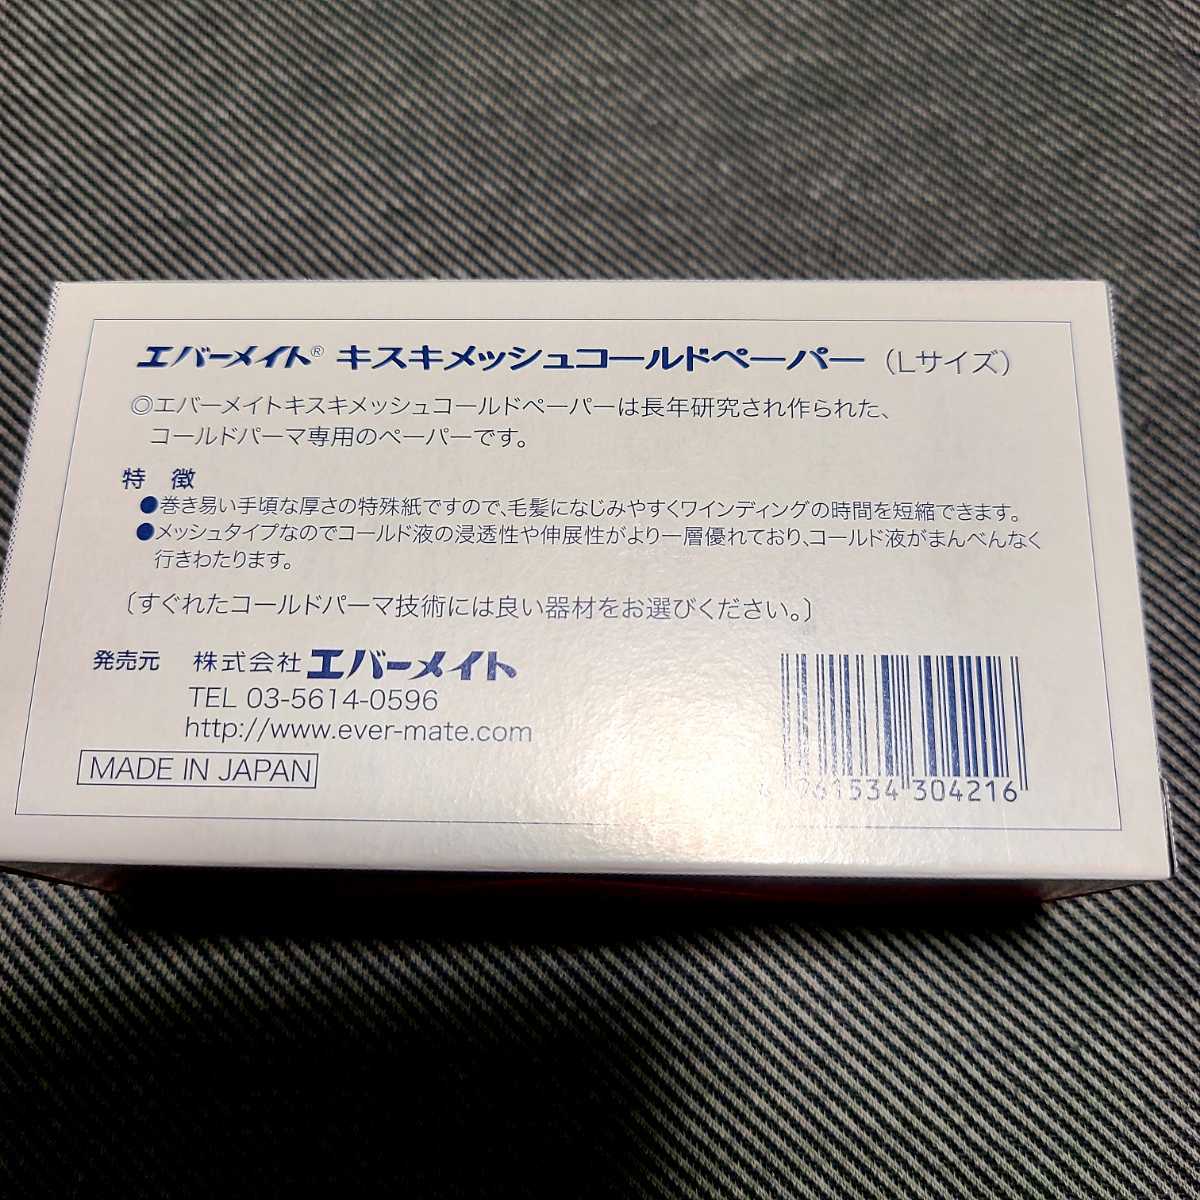 エバーメイト® キスキメッシュコールドペーパー（Lサイズ）
◎エバーメイトキスキメッシュコールドペーパーは長年研究され作られた、
コールドパーマ専用のペーパーです。
特 徴
●巻き易い手頃な厚さの特殊紙ですので、毛髪になじみやすくワインディングの時間を短縮できます。
●メッシュタイプなのでコールド液の浸透性や伸展性がより一層優れており、コールド液がまんべんなく
行きわたります。
〔すぐれたコールドパーマ技術には良い器材をお選びください。〕
発売元 株式会社エバーメイト
TEL 03-5614-0596
http://www.ever-mate.com
MADE IN JAPAN
961534 304216